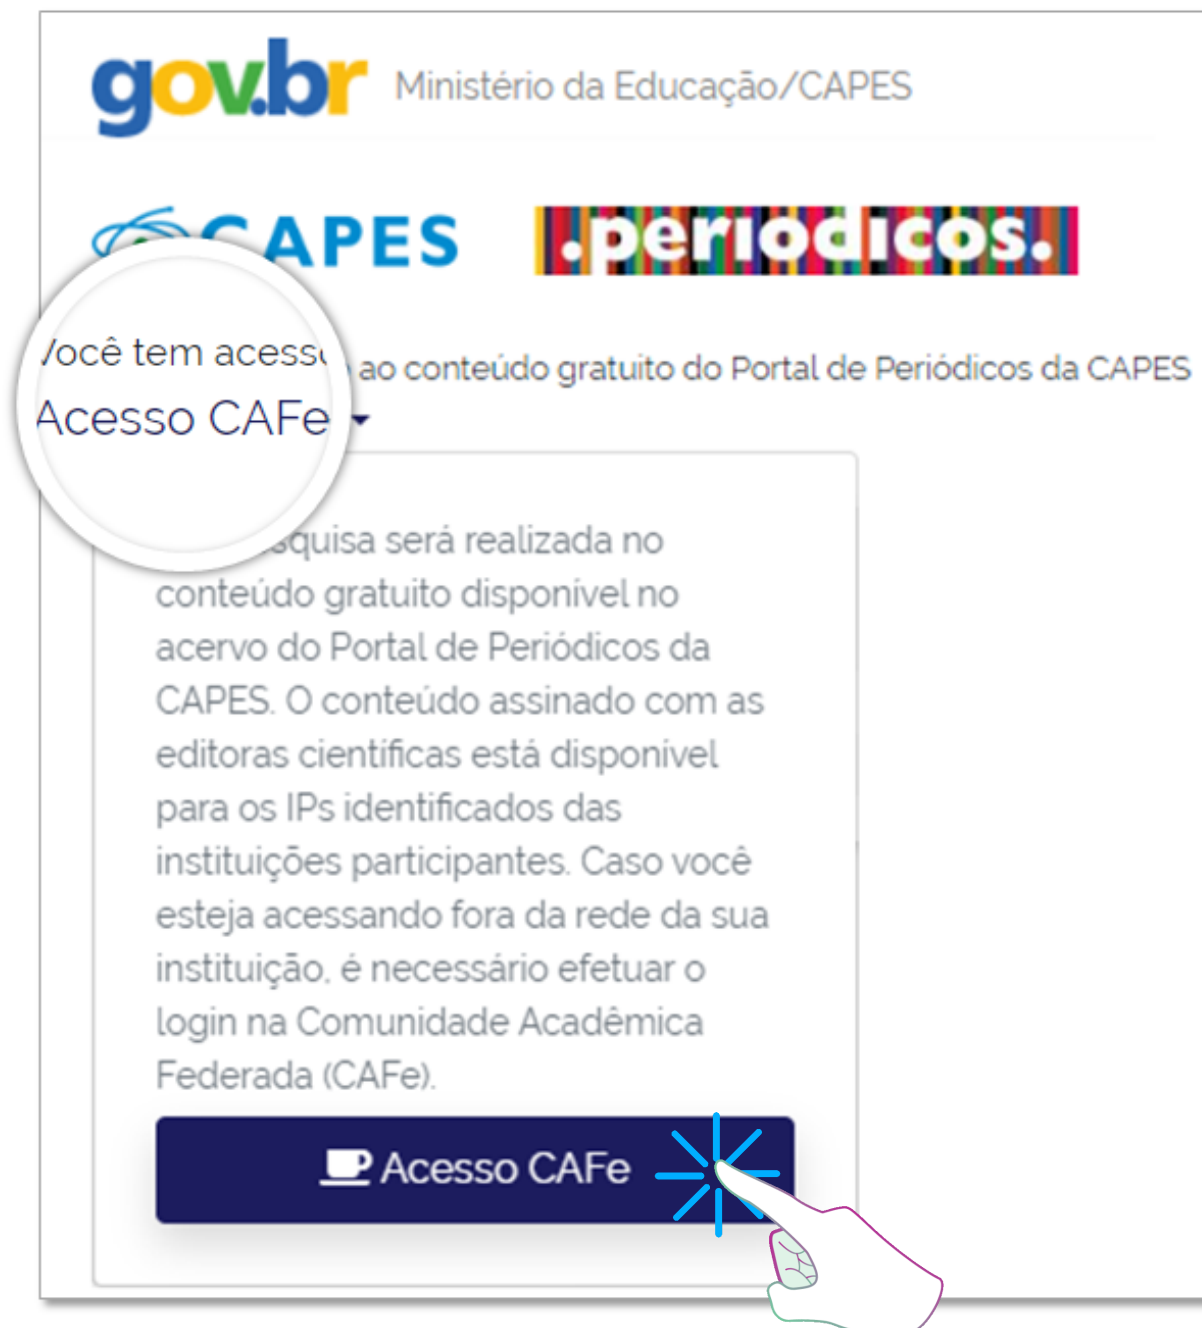 gov.br Ministério da Educação/CAPES
CAPES .periodicos.
Você tem acesso ao conteúdo gratuito do Portal de Periódicos da CAPES
Acesso CAFe
será realizada no
conteúdo gratuito disponível no
acervo do Portal de Periódicos da
CAPES. O conteúdo assinado com as
editoras científicas está disponível
para os IPs identificados das
instituições participantes. Caso você
esteja acessando fora da rede da sua
instituição, é necessário efetuar o
login na Comunidade Acadêmica
Federada (CAFe).
Acesso CAFe